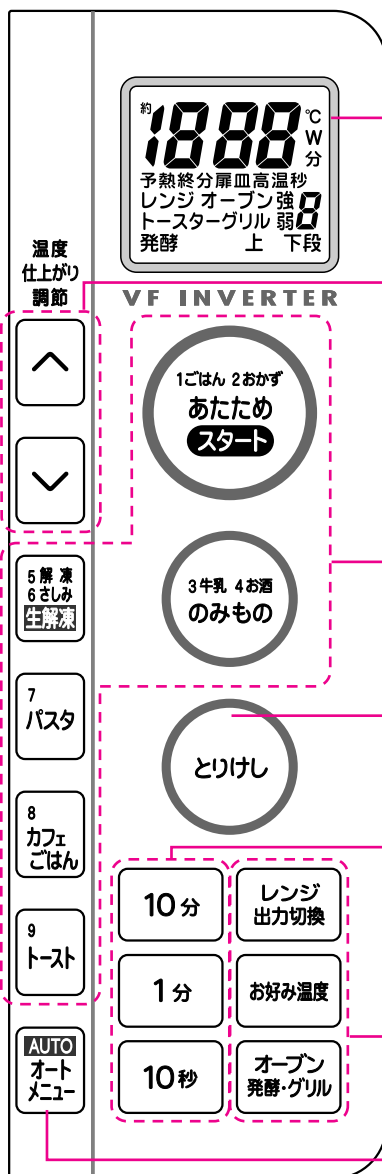 約 1888 ℃
W
分
予熱終分扉皿高温秒
レンジ オーブン 強
トースターグリル 弱 8
発酵 上 下段
VF INVERTER
温度
仕上がり
調節
1ごはん 2おかず
あたため
スタート
3牛乳 4お酒
のみもの
とりけし
5解凍
6さしみ
生解凍
7
パスタ
8
カフェ
ごはん
9
トースト
AUTO
オート
メニュー
10分
1分
10秒
レンジ
出力切換
お好み温度
オーブン
発酵・グリル